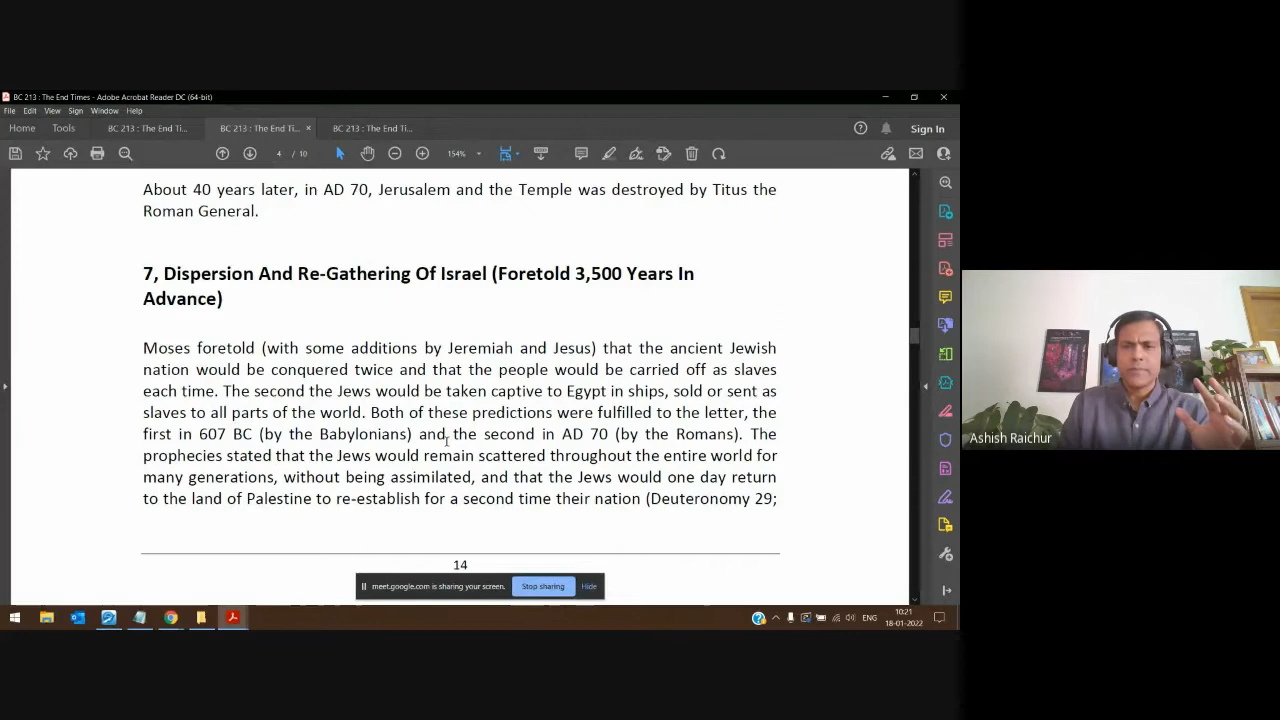 BC 213 : The End Times - Adobe Acrobat Reader DC (64-bit)
File Edit View Sign Window Help
Home Tools BC 213 : The End Ti... BC 213 : The End Ti... × BC 213 : The End Ti... Sign In
4 / 10 154%
About 40 years later, in AD 70, Jerusalem and the Temple was destroyed by Titus the
Roman General.
7, Dispersion And Re-Gathering Of Israel (Foretold 3,500 Years In
Advance)
Moses foretold (with some additions by Jeremiah and Jesus) that the ancient Jewish
nation would be conquered twice and that the people would be carried off as slaves
each time. The second the Jews would be taken captive to Egypt in ships, sold or sent as
slaves to all parts of the world. Both of these predictions were fulfilled to the letter, the
first in 607 BC (by the Babylonians) and the second in AD 70 (by the Romans). The
prophecies stated that the Jews would remain scattered throughout the entire world for
many generations, without being assimilated, and that the Jews would one day return
to the land of Palestine to re-establish for a second time their nation (Deuteronomy 29;
14
meet.google.com is sharing your screen. Stop sharing Hide
ENG 10:21
18-01-2022
Ashish Raichur